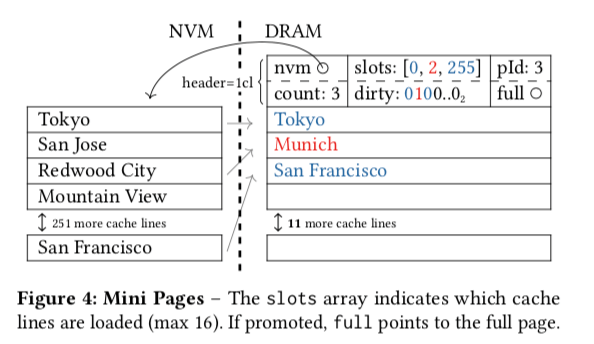 NVM DRAM
nvm slots: [0, 2, 255] pId: 3
header=1cl
count: 3 dirty: 0100..0₂ full
Tokyo Tokyo
San Jose Munich
Redwood City San Francisco
Mountain View
↕ 251 more cache lines ↕ 11 more cache lines
San Francisco
Figure 4: Mini Pages – The slots array indicates which cache
lines are loaded (max 16). If promoted, full points to the full page.